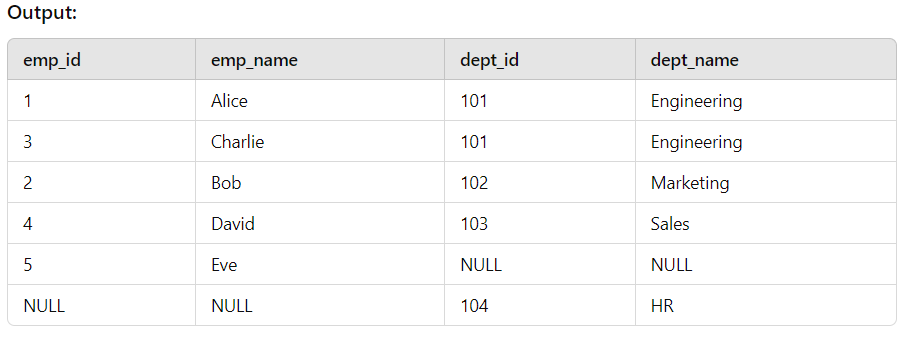 Output:
emp_id emp_name dept_id dept_name
1 Alice 101 Engineering
3 Charlie 101 Engineering
2 Bob 102 Marketing
4 David 103 Sales
5 Eve NULL NULL
NULL NULL 104 HR